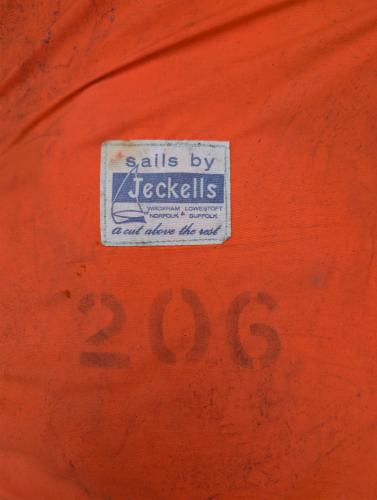 sails by
Jeckells
WROXHAM LOWESTOFT
NORFOLK & SUFFOLK
a cut above the rest
206